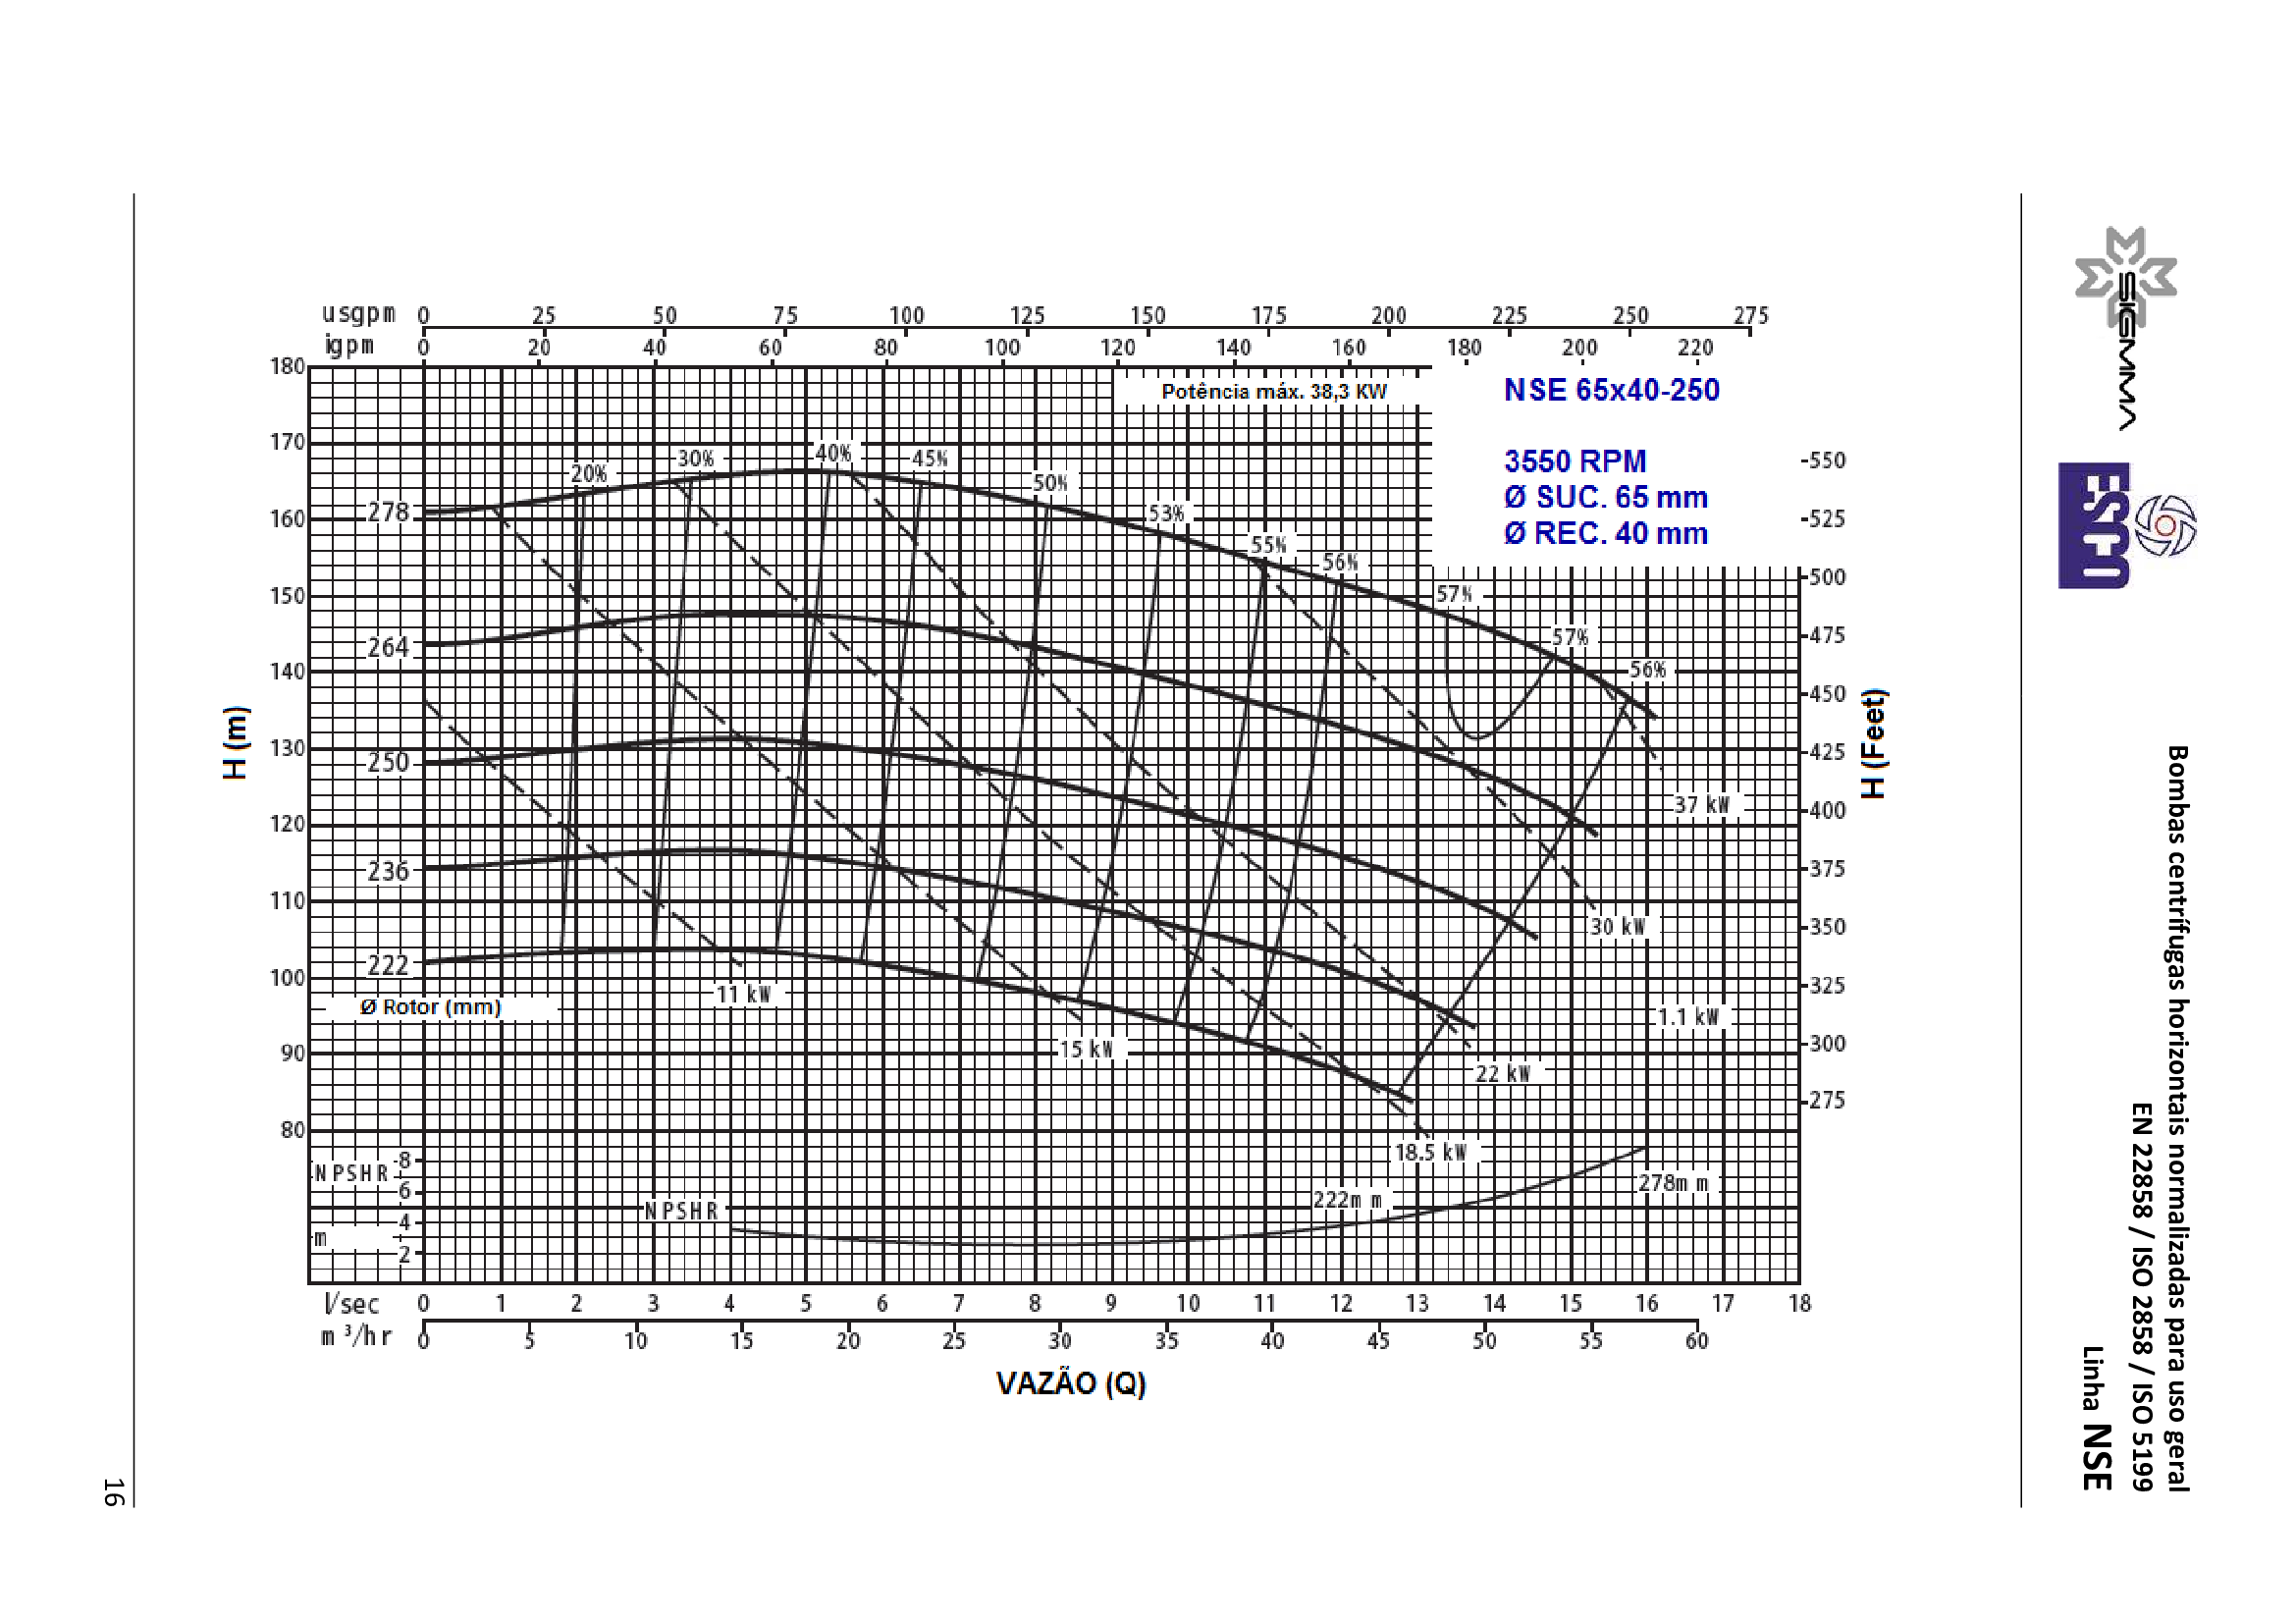 usgpm 0 25 50 75 100 125 150 175 200 225 250 275
igpm 0 20 40 60 80 100 120 140 160 180 200 220
180
170
160
150
140
130
120
110
100
90
80
H (m)
Potência máx. 38,3 KW
NSE 65x40-250
3550 RPM
Ø SUC. 65 mm
Ø REC. 40 mm
20% 30% 40% 45% 50% 53% 55% 56% 57% 57% 56%
278
264
250
236
222
Ø Rotor (mm)
11 kW
15 kW
18.5 kW
22 kW
1.1 kW
30 kW
37 kW
550
525
500
475
450
425
400
375
350
325
300
275
H (Feet)
NPSHR
m
8
6
4
2
NPSHR
222mm
278mm
l/sec 0 1 2 3 4 5 6 7 8 9 10 11 12 13 14 15 16 17 18
m³/hr 0 5 10 15 20 25 30 35 40 45 50 55 60
VAZÃO (Q)
SIGMMA
Bombas centrífugas horizontais normalizadas para uso geral
EN 22858 / ISO 2858 / ISO 5199
Linha NSE
16